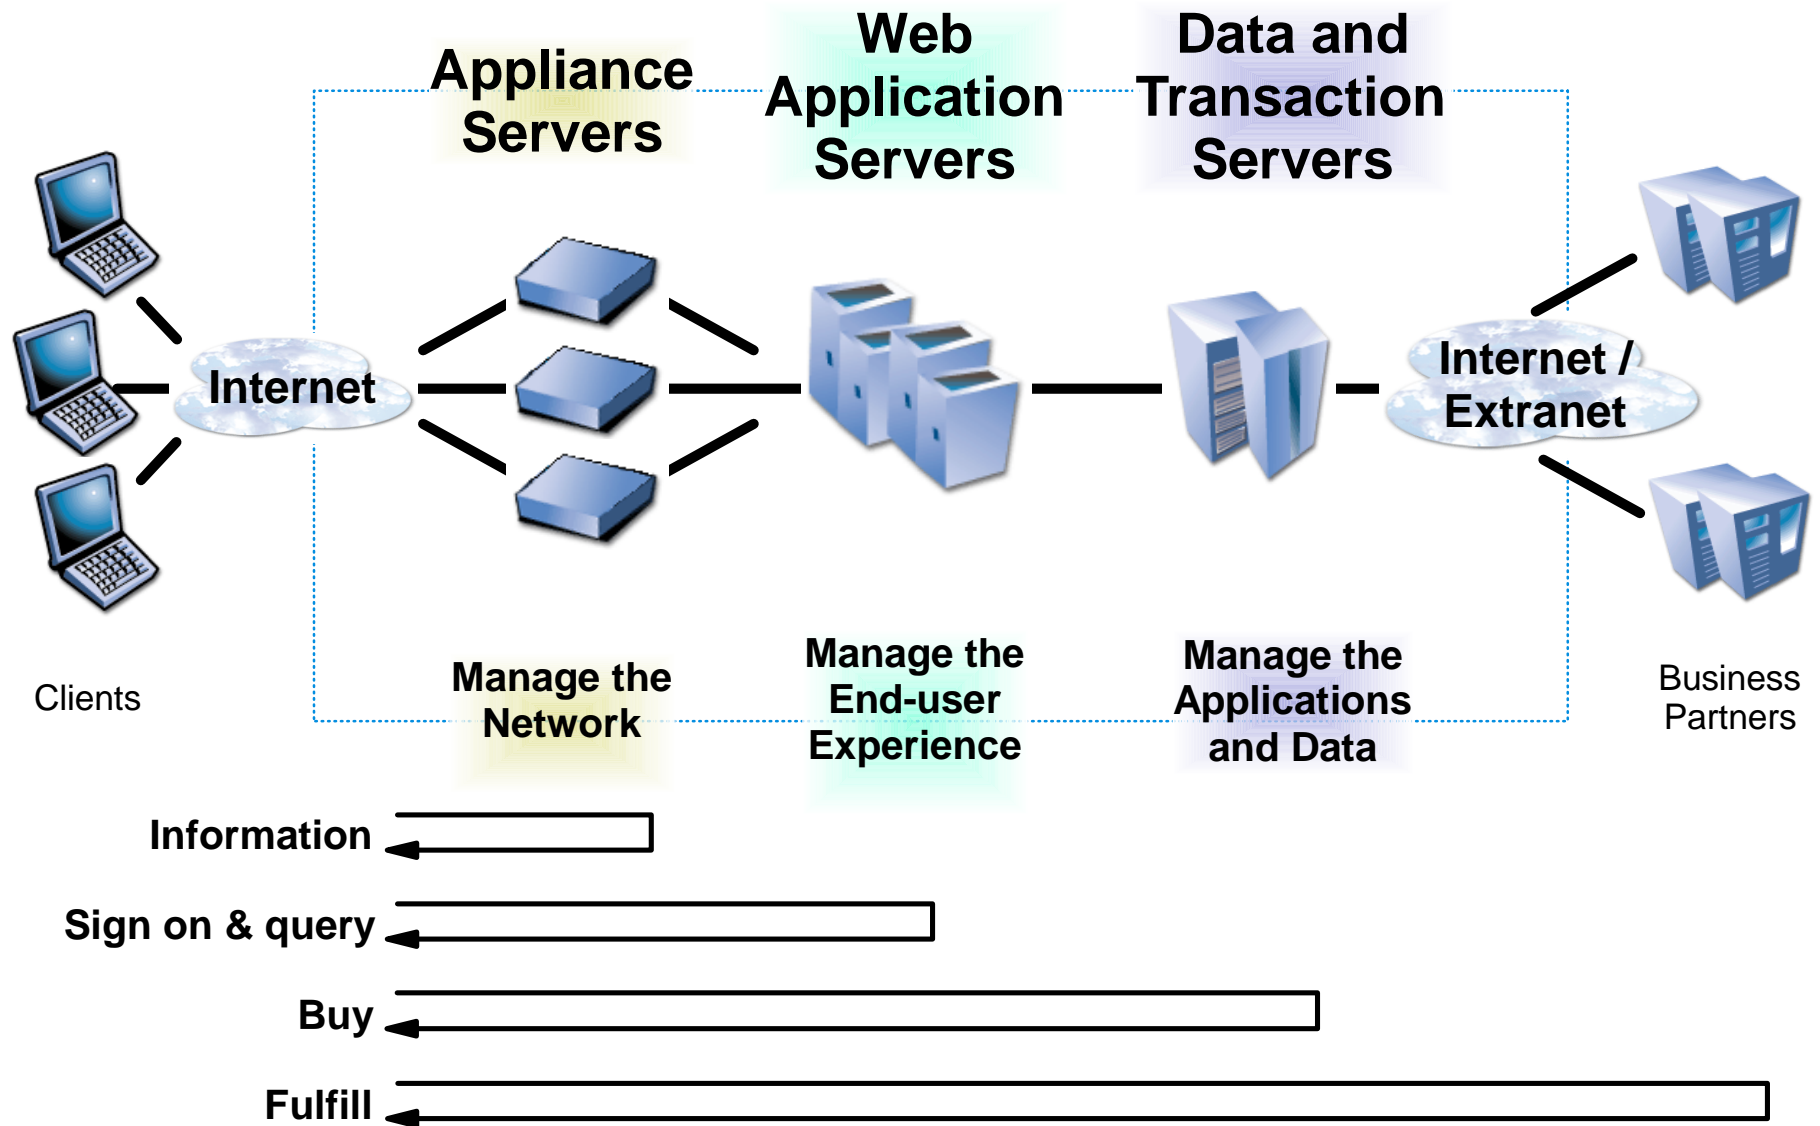 Appliance
Servers
Web
Application
Servers
Data and
Transaction
Servers
Internet
Internet /
Extranet
Clients
Manage the
Network
Manage the
End-user
Experience
Manage the
Applications
and Data
Business
Partners
Information
Sign on & query
Buy
Fulfill